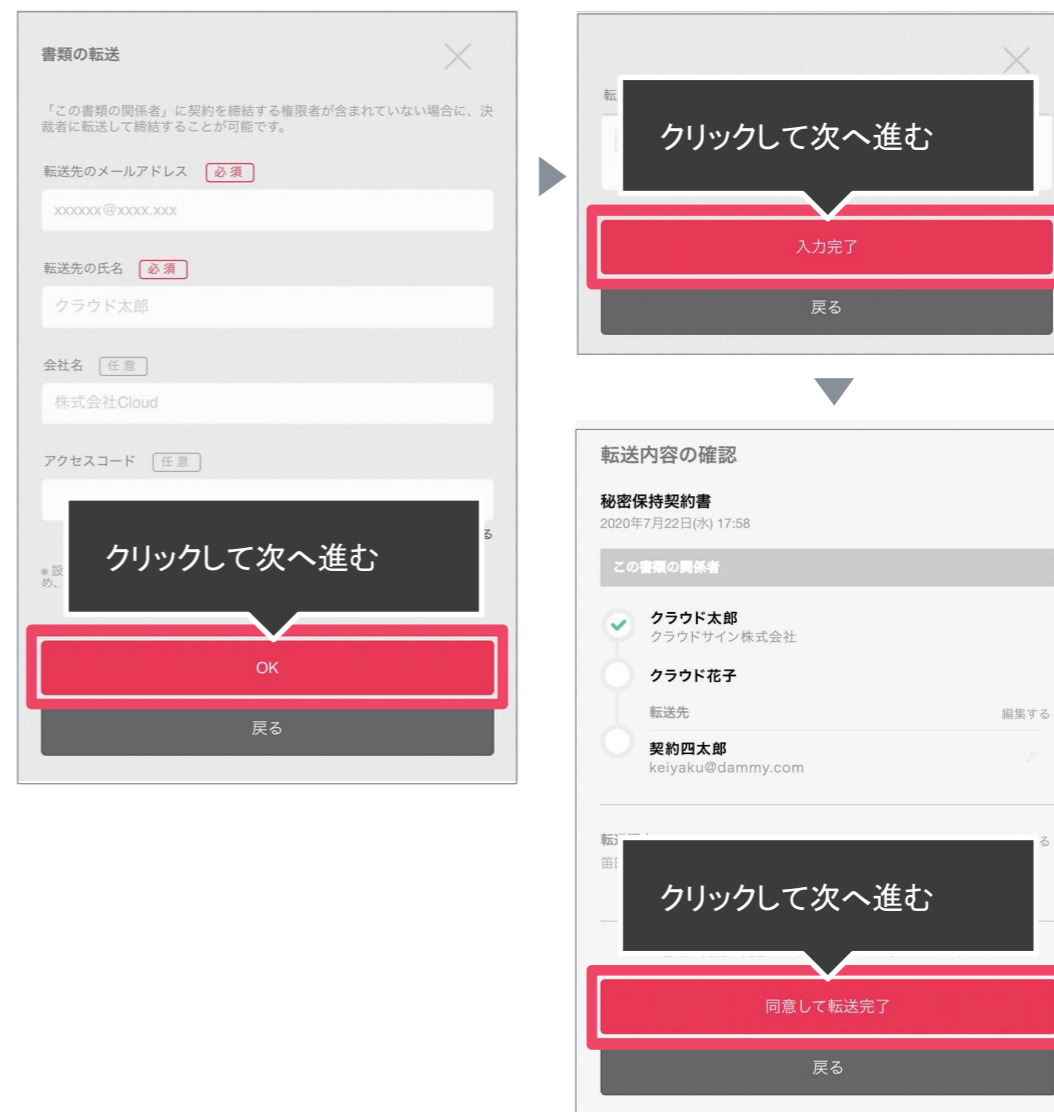 書類の転送
「この書類の関係者」に契約を締結する権限者が含まれていない場合に、決
裁者に転送して締結することが可能です。
転送先のメールアドレス 必須
xxxxxx@xxxx.xxx
転送先の氏名 必須
クラウド太郎
会社名 任意
株式会社Cloud
アクセスコード 任意
る
クリックして次へ進む
※設
め、
OK
戻る
転
クリックして次へ進む
入力完了
戻る
転送内容の確認
秘密保持契約書
2020年7月22日(水) 17:58
この書類の関係者
クラウド太郎
クラウドサイン株式会社
クラウド花子
転送先 編集する
契約四太郎
keiyaku@dammy.com
る
クリックして次へ進む
同意して転送完了
戻る